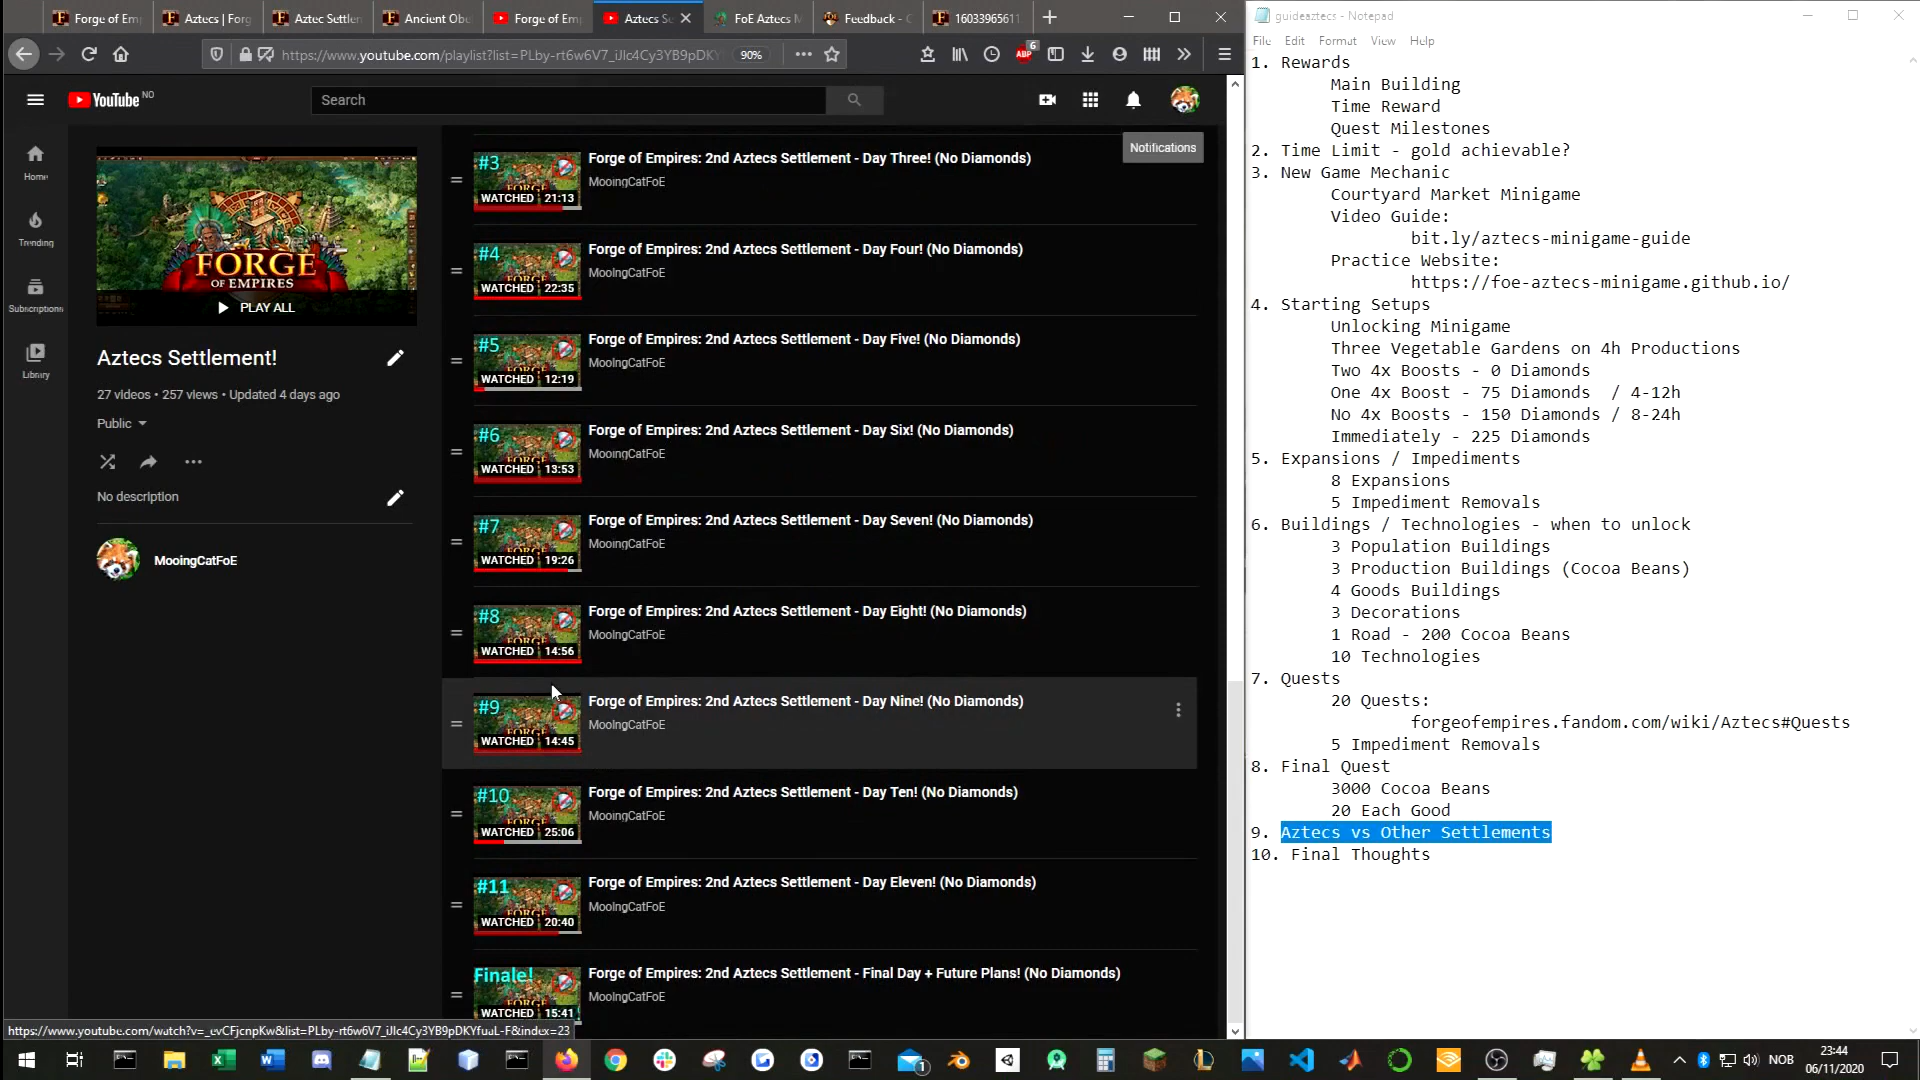 Forge of Em
Aztecs | Forg
Aztec Settlen
Ancient Obe
Forge of Emp
Aztecs Se
FoE Aztecs M
Feedback - C
16033965611
guideaztecs - Notepad
https://www.youtube.com/playlist?list=PLby-rt6w6V7_iJlc4Cy3YB9pDKY
90%
ABP
6
File Edit Format View Help
YouTube NO
Search
Notifications
Home
Trending
Subscriptions
Library
FORGE
OF EMPIRES
PLAY ALL
Aztecs Settlement!
27 videos • 257 views • Updated 4 days ago
Public
No description
MooingCatFoE
#3
WATCHED 21:13
Forge of Empires: 2nd Aztecs Settlement - Day Three! (No Diamonds)
MooingCatFoE
#4
WATCHED 22:35
Forge of Empires: 2nd Aztecs Settlement - Day Four! (No Diamonds)
MooingCatFoE
#5
WATCHED 12:19
Forge of Empires: 2nd Aztecs Settlement - Day Five! (No Diamonds)
MooingCatFoE
#6
WATCHED 13:53
Forge of Empires: 2nd Aztecs Settlement - Day Six! (No Diamonds)
MooingCatFoE
#7
WATCHED 19:26
Forge of Empires: 2nd Aztecs Settlement - Day Seven! (No Diamonds)
MooingCatFoE
#8
WATCHED 14:56
Forge of Empires: 2nd Aztecs Settlement - Day Eight! (No Diamonds)
MooingCatFoE
#9
WATCHED 14:45
Forge of Empires: 2nd Aztecs Settlement - Day Nine! (No Diamonds)
MooingCatFoE
#10
WATCHED 25:06
Forge of Empires: 2nd Aztecs Settlement - Day Ten! (No Diamonds)
MooingCatFoE
#11
WATCHED 20:40
Forge of Empires: 2nd Aztecs Settlement - Day Eleven! (No Diamonds)
MooingCatFoE
Finale!
WATCHED 15:41
Forge of Empires: 2nd Aztecs Settlement - Final Day + Future Plans! (No Diamonds)
MooingCatFoE
https://www.youtube.com/watch?v=_evCFjcnpKw&list=PLby-rt6w6V7_iJlc4Cy3YB9pDKYfuaL-F&index=23
1. Rewards
Main Building
Time Reward
Quest Milestones
2. Time Limit - gold achievable?
3. New Game Mechanic
Courtyard Market Minigame
Video Guide:
bit.ly/aztecs-minigame-guide
Practice Website:
https://foe-aztecs-minigame.github.io/
4. Starting Setups
Unlocking Minigame
Three Vegetable Gardens on 4h Productions
Two 4x Boosts - 0 Diamonds
One 4x Boost - 75 Diamonds / 4-12h
No 4x Boosts - 150 Diamonds / 8-24h
Immediately - 225 Diamonds
5. Expansions / Impediments
8 Expansions
5 Impediment Removals
6. Buildings / Technologies - when to unlock
3 Population Buildings
3 Production Buildings (Cocoa Beans)
4 Goods Buildings
3 Decorations
1 Road - 200 Cocoa Beans
10 Technologies
7. Quests
20 Quests:
forgeofempires.fandom.com/wiki/Aztecs#Quests
5 Impediment Removals
8. Final Quest
3000 Cocoa Beans
20 Each Good
9. Aztecs vs Other Settlements
10. Final Thoughts
1
NOB
23:44
06/11/2020